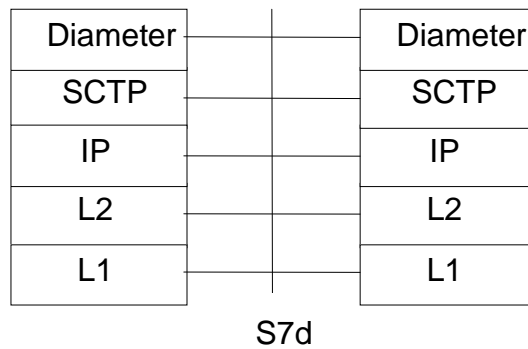 Diameter Diameter
SCTP SCTP
IP IP
L2 L2
L1 L1
S7d